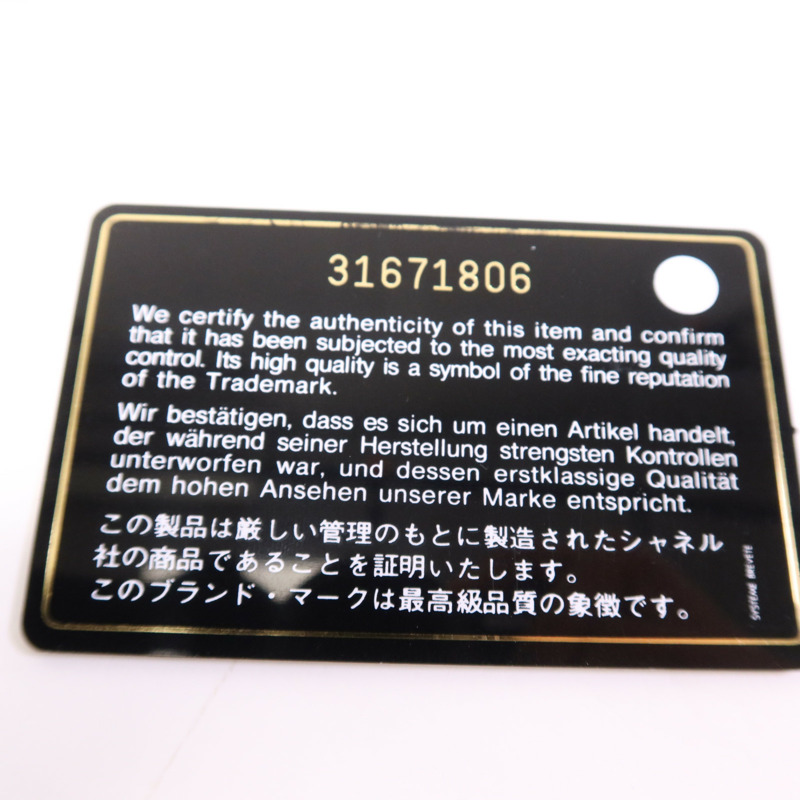 31671806
We certify the authenticity of this item and confirm
that it has been subjected to the most exacting quality
control. Its high quality is a symbol of the fine reputation
of the Trademark.
Wir bestätigen, dass es sich um einen Artikel handelt,
der während seiner Herstellung strengsten Kontrollen
unterworfen war, und dessen erstklassige Qualität
dem hohen Ansehen unserer Marke entspricht.
この製品は厳しい管理のもとに製造されたシャネル
社の商品であることを証明いたします。
このブランド・マークは最高級品質の象徴です。
SYSTEME BREVETE